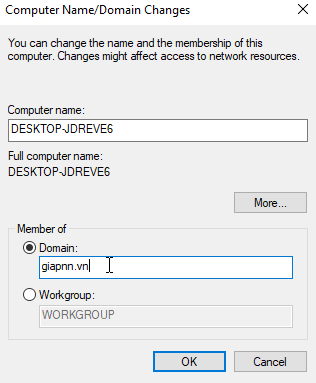 Computer Name/Domain Changes
You can change the name and the membership of this
computer. Changes might affect access to network resources.
Computer name:
DESKTOP-JDREVE6
Full computer name:
DESKTOP-JDREVE6
More...
Member of
Domain:
giapnn.vn
Workgroup:
WORKGROUP
OK Cancel